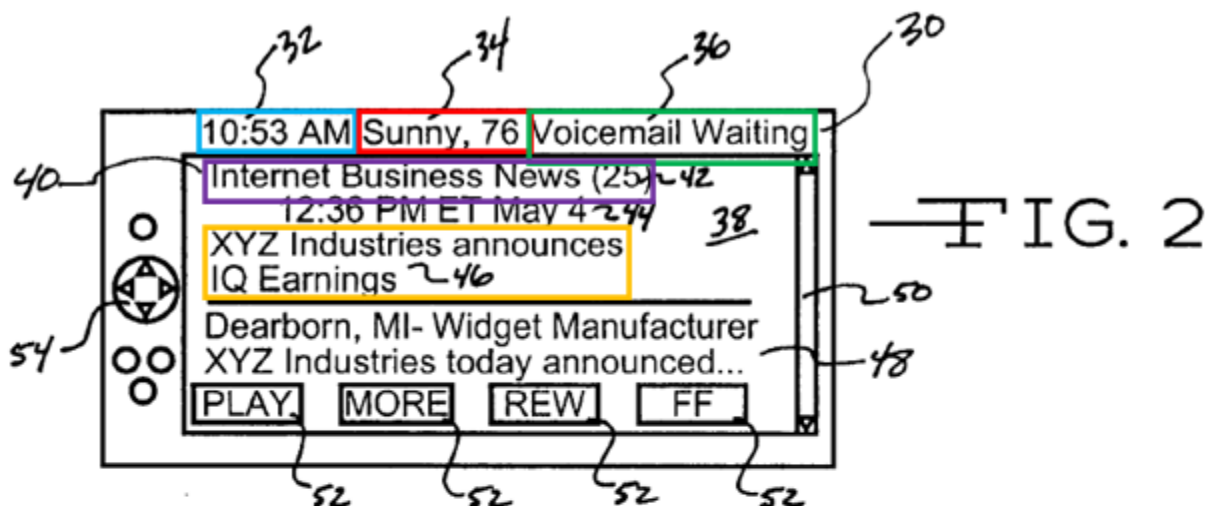 32 34 36 30
10:53 AM Sunny, 76 Voicemail Waiting
40 Internet Business News (25) 42
12:36 PM ET May 4 44
38
FIG. 2
XYZ Industries announces
IQ Earnings 46
50
Dearborn, MI- Widget Manufacturer
54
XYZ Industries today announced... 48
PLAY MORE REW FF
52 52 52 52